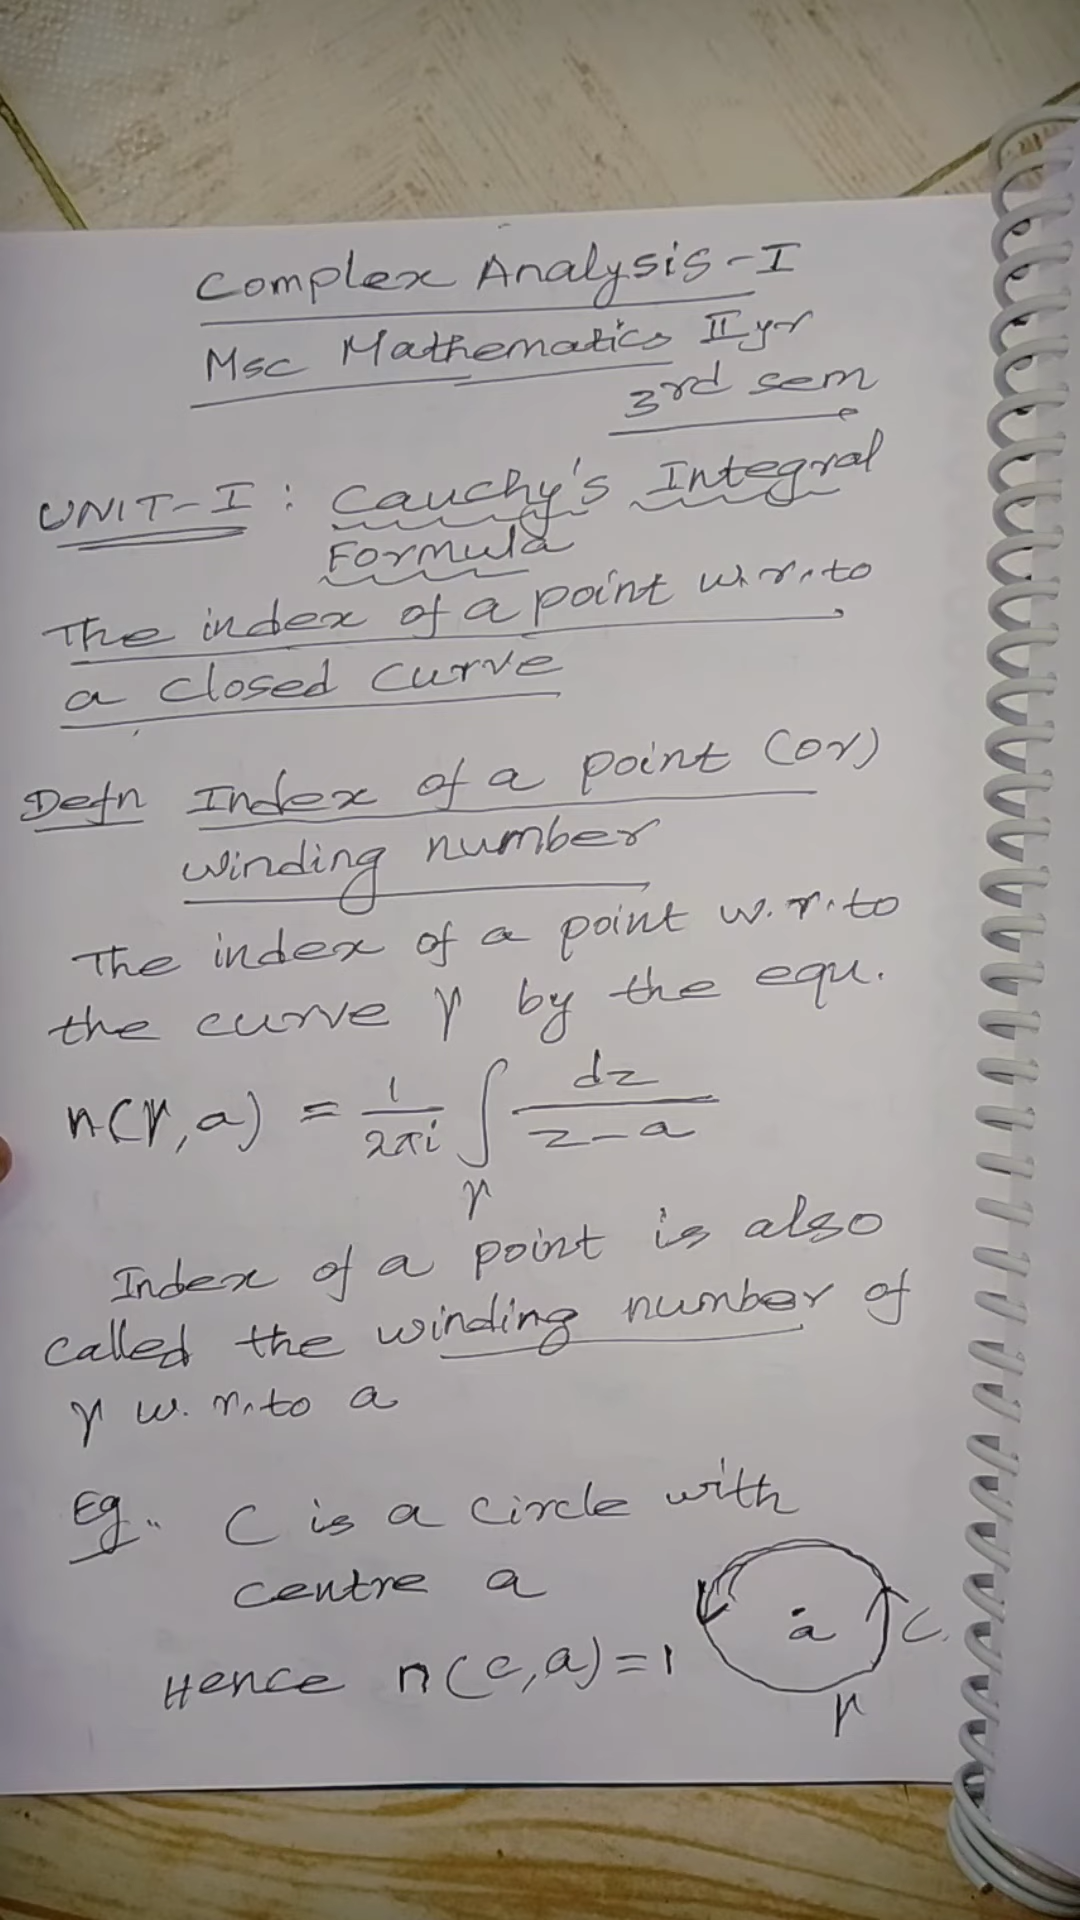 Complex Analysis-I
Msc Mathematics II yr
3rd sem
UNIT-I: Cauchy's Integral
Formula
The index of a point w.r.to
a closed curve
Defn Index of a point (or)
winding number
The index of a point w.r.to
the curve γ by the equ.
n(γ,a) = 1/2πi ∫γ dz/z-a
Index of a point is also
called the winding number of
γ w.r.to a
Eg.. C is a circle with
centre a
Hence n(c,a)=1
a
C.
γ